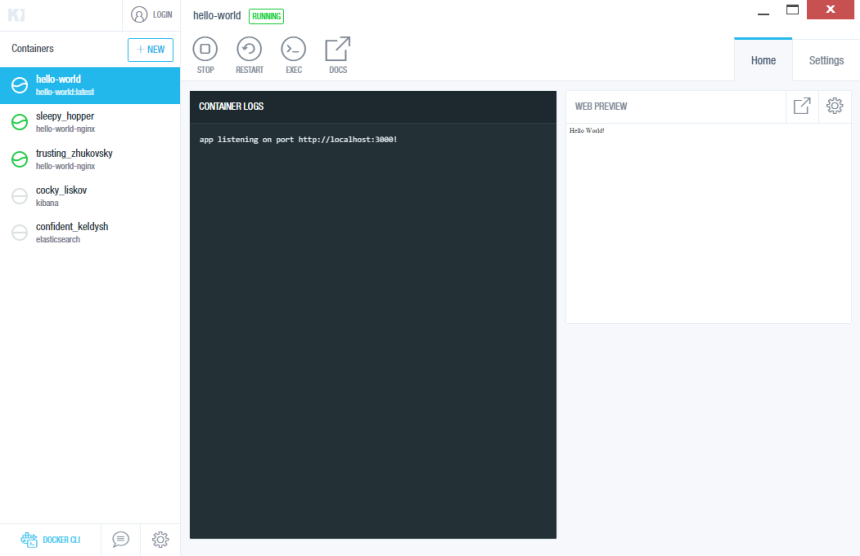 LOGIN
hello-world RUNNING
Containers
+ NEW
STOP
RESTART
EXEC
DOCS
Home
Settings
hello-world
hello-world:latest
sleepy_hopper
hello-world-nginx
trusting_zhukovsky
hello-world-nginx
cocky_liskov
kibana
confident_keldysh
elasticsearch
CONTAINER LOGS
app listening on port http://localhost:3000!
WEB PREVIEW
Hello World!
DOCKER CLI